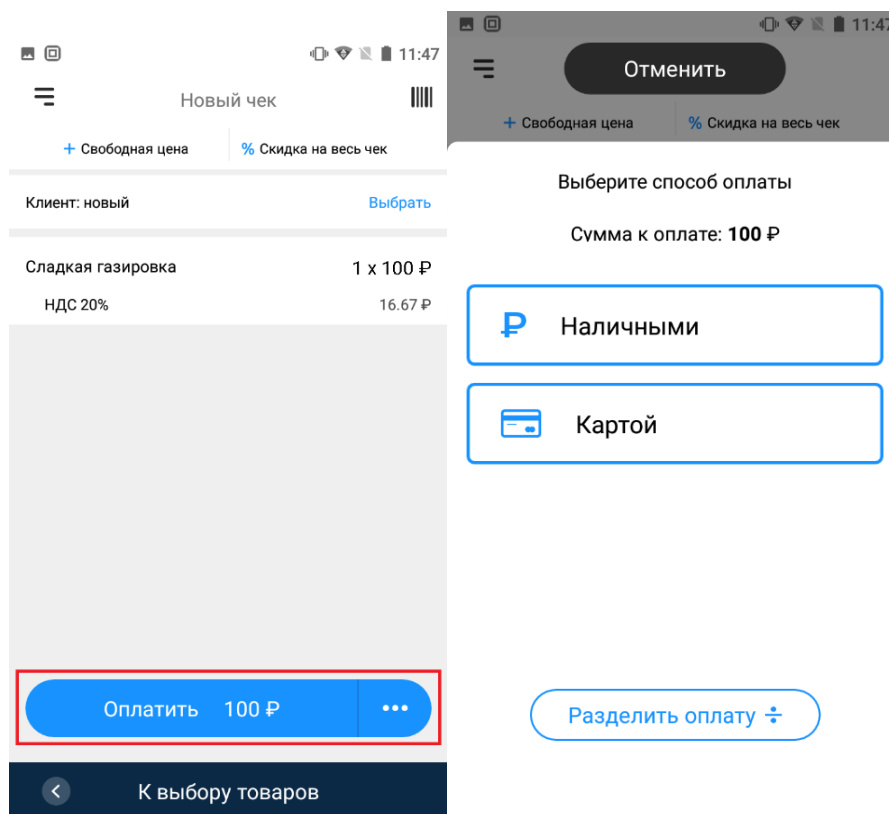 11:47
Новый чек
+ Свободная цена % Скидка на весь чек
Клиент: новый Выбрать
Сладкая газировка 1 x 100 ₽
НДС 20% 16.67 ₽
Оплатить 100 ₽ •••
К выбору товаров
11:47
Отменить
+ Свободная цена % Скидка на весь чек
Выберите способ оплаты
Сумма к оплате: 100 ₽
₽ Наличными
Картой
Разделить оплату ÷